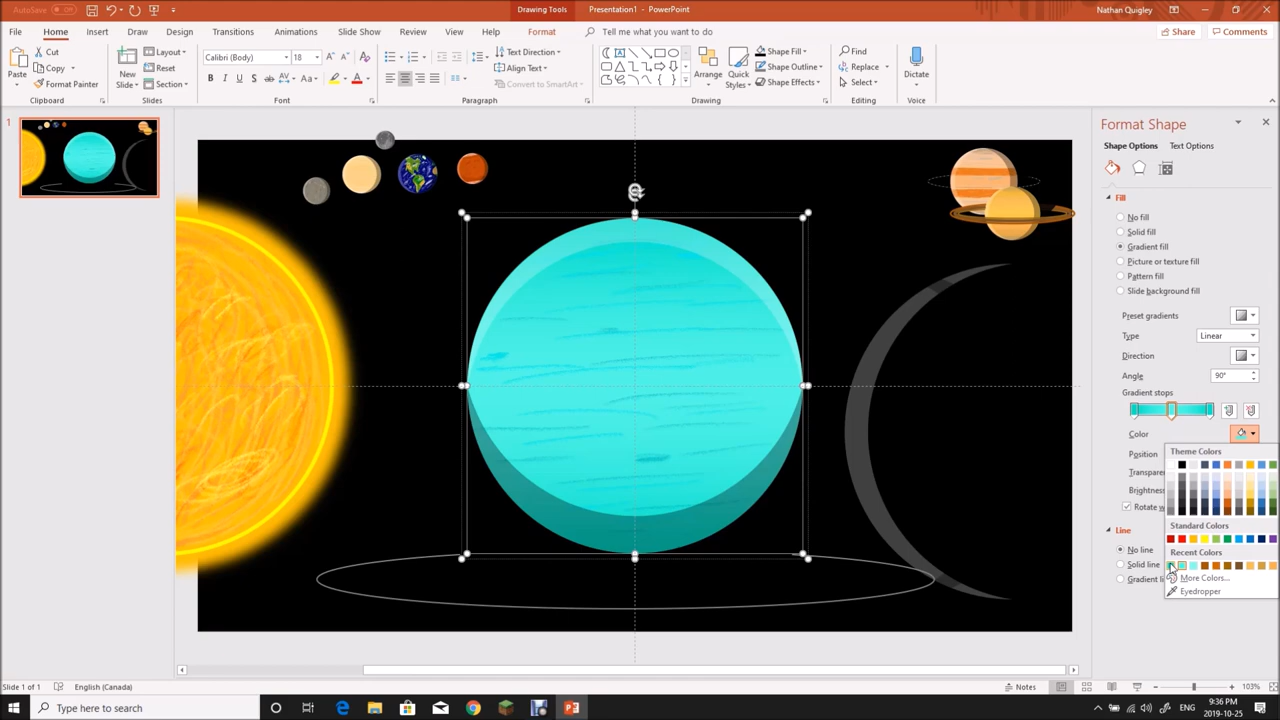 AutoSave Off
Drawing Tools
Presentation1 - PowerPoint
Nathan Quigley
File Home Insert Draw Design Transitions Animations Slide Show Review View Help Format Tell me what you want to do
Share Comments
Paste
Cut
Copy
Format Painter
Clipboard
New Slide
Layout
Reset
Section
Slides
Calibri (Body) 18
Font
Text Direction
Align Text
Convert to SmartArt
Paragraph
Arrange
Quick Styles
Shape Fill
Shape Outline
Shape Effects
Drawing
Find
Replace
Select
Editing
Dictate
Voice
1
Format Shape
Shape Options Text Options
Fill
No fill
Solid fill
Gradient fill
Picture or texture fill
Pattern fill
Slide background fill
Preset gradients
Type Linear
Direction
Angle 90°
Gradient stops
Color
Position
Transpare
Brightnes
Rotate w
Theme Colors
Standard Colors
Recent Colors
More Colors...
Eyedropper
Line
No line
Solid line
Gradient li
Slide 1 of 1 English (Canada)
Notes
103%
Type here to search
9:36 PM
2019-10-25